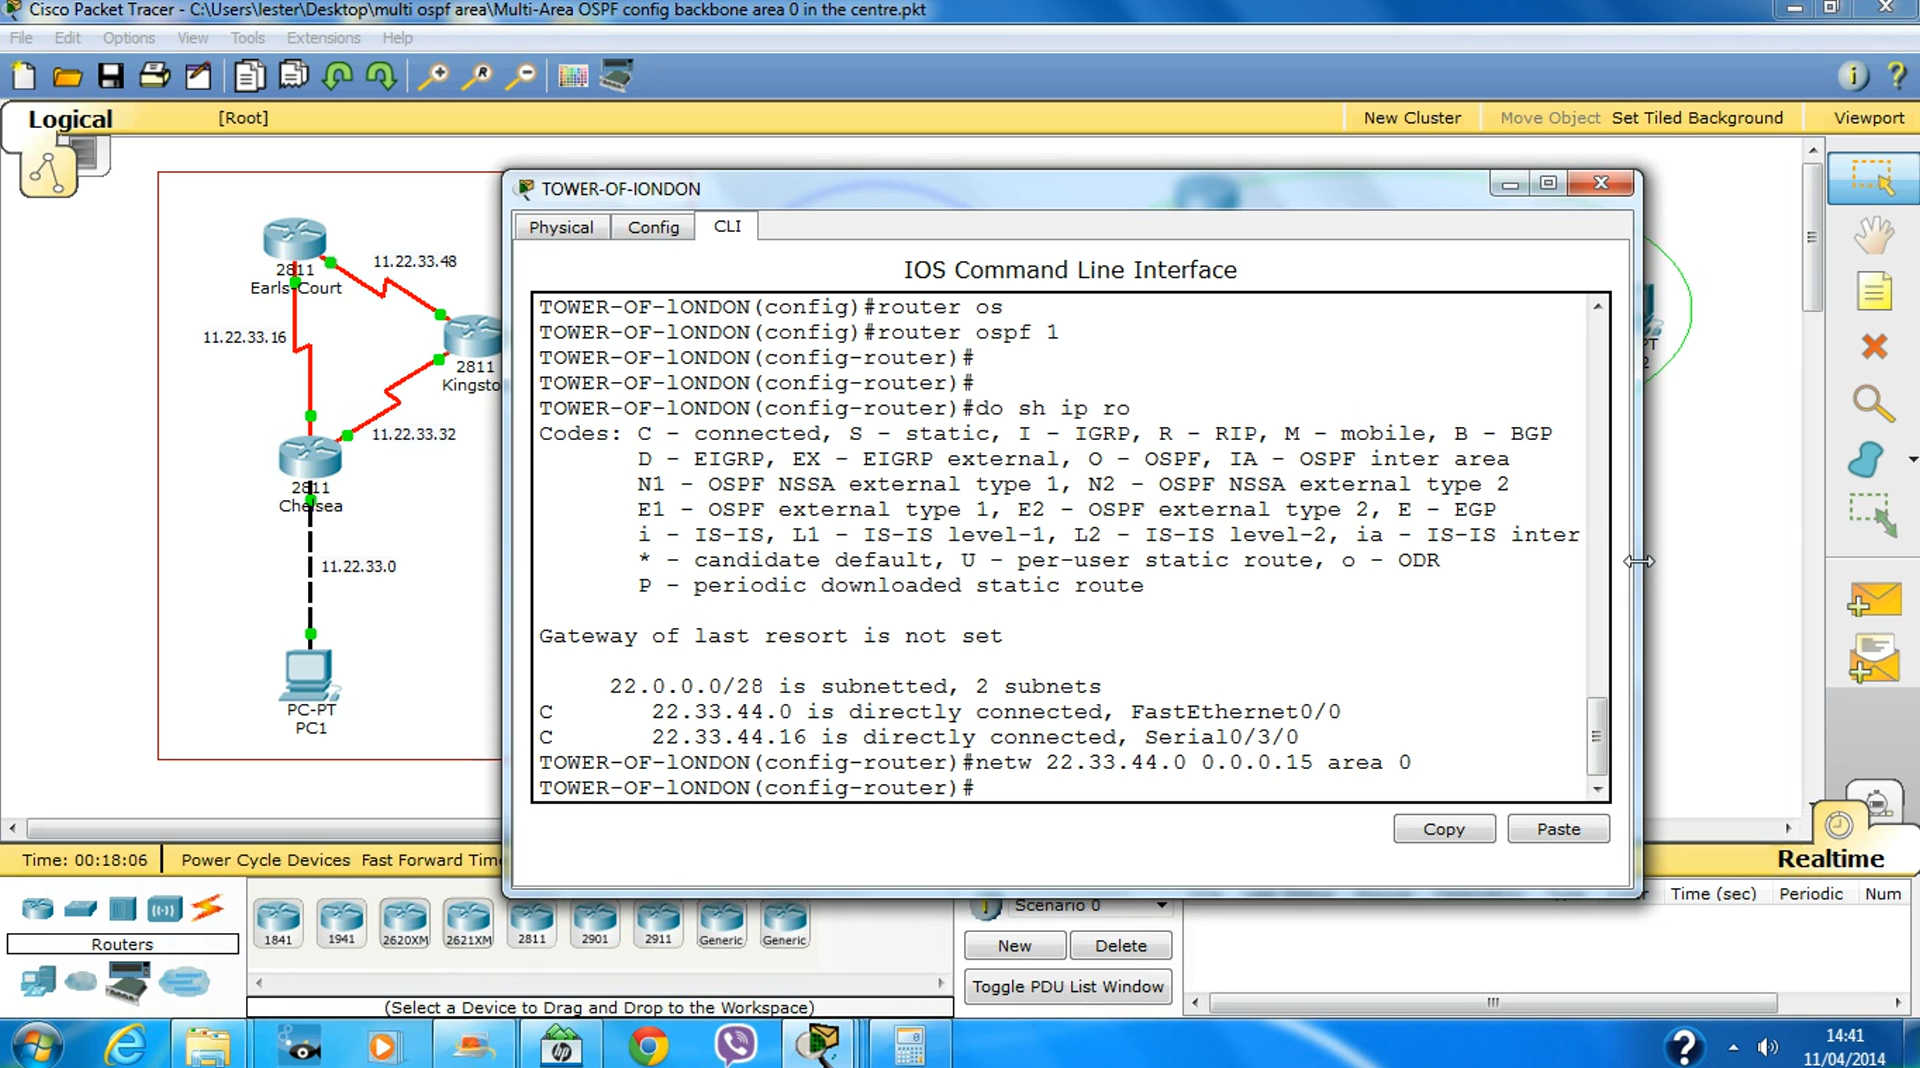 Cisco Packet Tracer - C:\Users\lester\Desktop\multi ospf area\Multi-Area OSPF config backbone area 0 in the centre.pkt
File Edit Options View Tools Extensions Help
Logical [Root] New Cluster Move Object Set Tiled Background Viewport
2811
Earls-Court
11.22.33.48
11.22.33.16
2811
Kingsto
11.22.33.32
2811
Chelsea
11.22.33.0
PC-PT
PC1
TOWER-OF-lONDON
Physical Config CLI
IOS Command Line Interface
TOWER-OF-lONDON(config)#router os
TOWER-OF-lONDON(config)#router ospf 1
TOWER-OF-lONDON(config-router)#
TOWER-OF-lONDON(config-router)#
TOWER-OF-lONDON(config-router)#do sh ip ro
Codes: C - connected, S - static, I - IGRP, R - RIP, M - mobile, B - BGP
D - EIGRP, EX - EIGRP external, O - OSPF, IA - OSPF inter area
N1 - OSPF NSSA external type 1, N2 - OSPF NSSA external type 2
E1 - OSPF external type 1, E2 - OSPF external type 2, E - EGP
i - IS-IS, L1 - IS-IS level-1, L2 - IS-IS level-2, ia - IS-IS inter
* - candidate default, U - per-user static route, o - ODR
P - periodic downloaded static route
Gateway of last resort is not set
22.0.0.0/28 is subnetted, 2 subnets
C 22.33.44.0 is directly connected, FastEthernet0/0
C 22.33.44.16 is directly connected, Serial0/3/0
TOWER-OF-lONDON(config-router)#netw 22.33.44.0 0.0.0.15 area 0
TOWER-OF-lONDON(config-router)#
Copy Paste
Time: 00:18:06 Power Cycle Devices Fast Forward Time
Realtime
Routers
1841 1941 2620XM 2621XM 2811 2901 2911 Generic Generic
(Select a Device to Drag and Drop to the Workspace)
Scenario 0
New Delete
Toggle PDU List Window
Time (sec) Periodic Num
14:41
11/04/2014